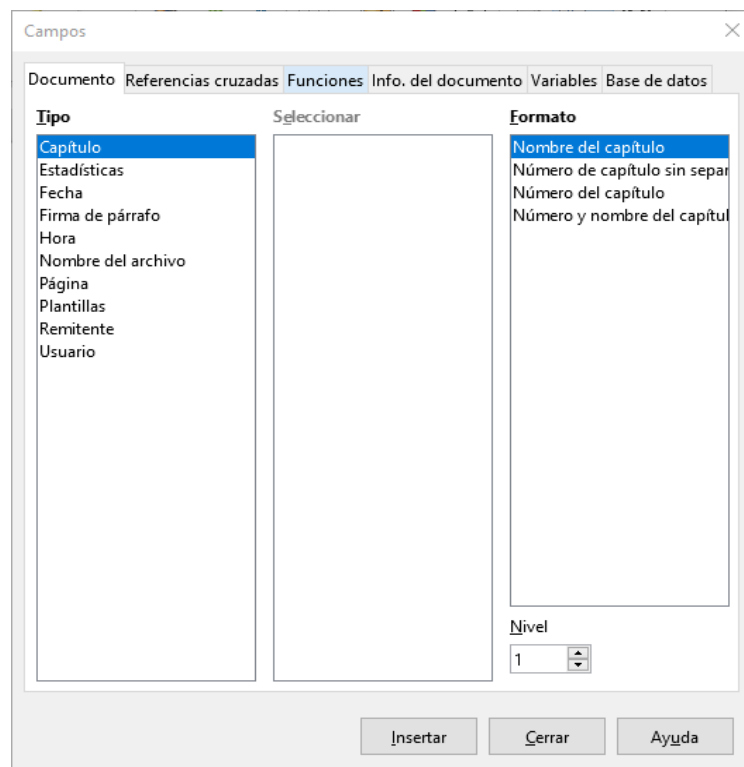 Campos
Documento Referencias cruzadas Funciones Info. del documento Variables Base de datos
Tipo
Capítulo
Estadísticas
Fecha
Firma de párrafo
Hora
Nombre del archivo
Página
Plantillas
Remitente
Usuario
Seleccionar
Formato
Nombre del capítulo
Número de capítulo sin separ
Número del capítulo
Número y nombre del capítul
Nivel
1
Insertar Cerrar Ayuda